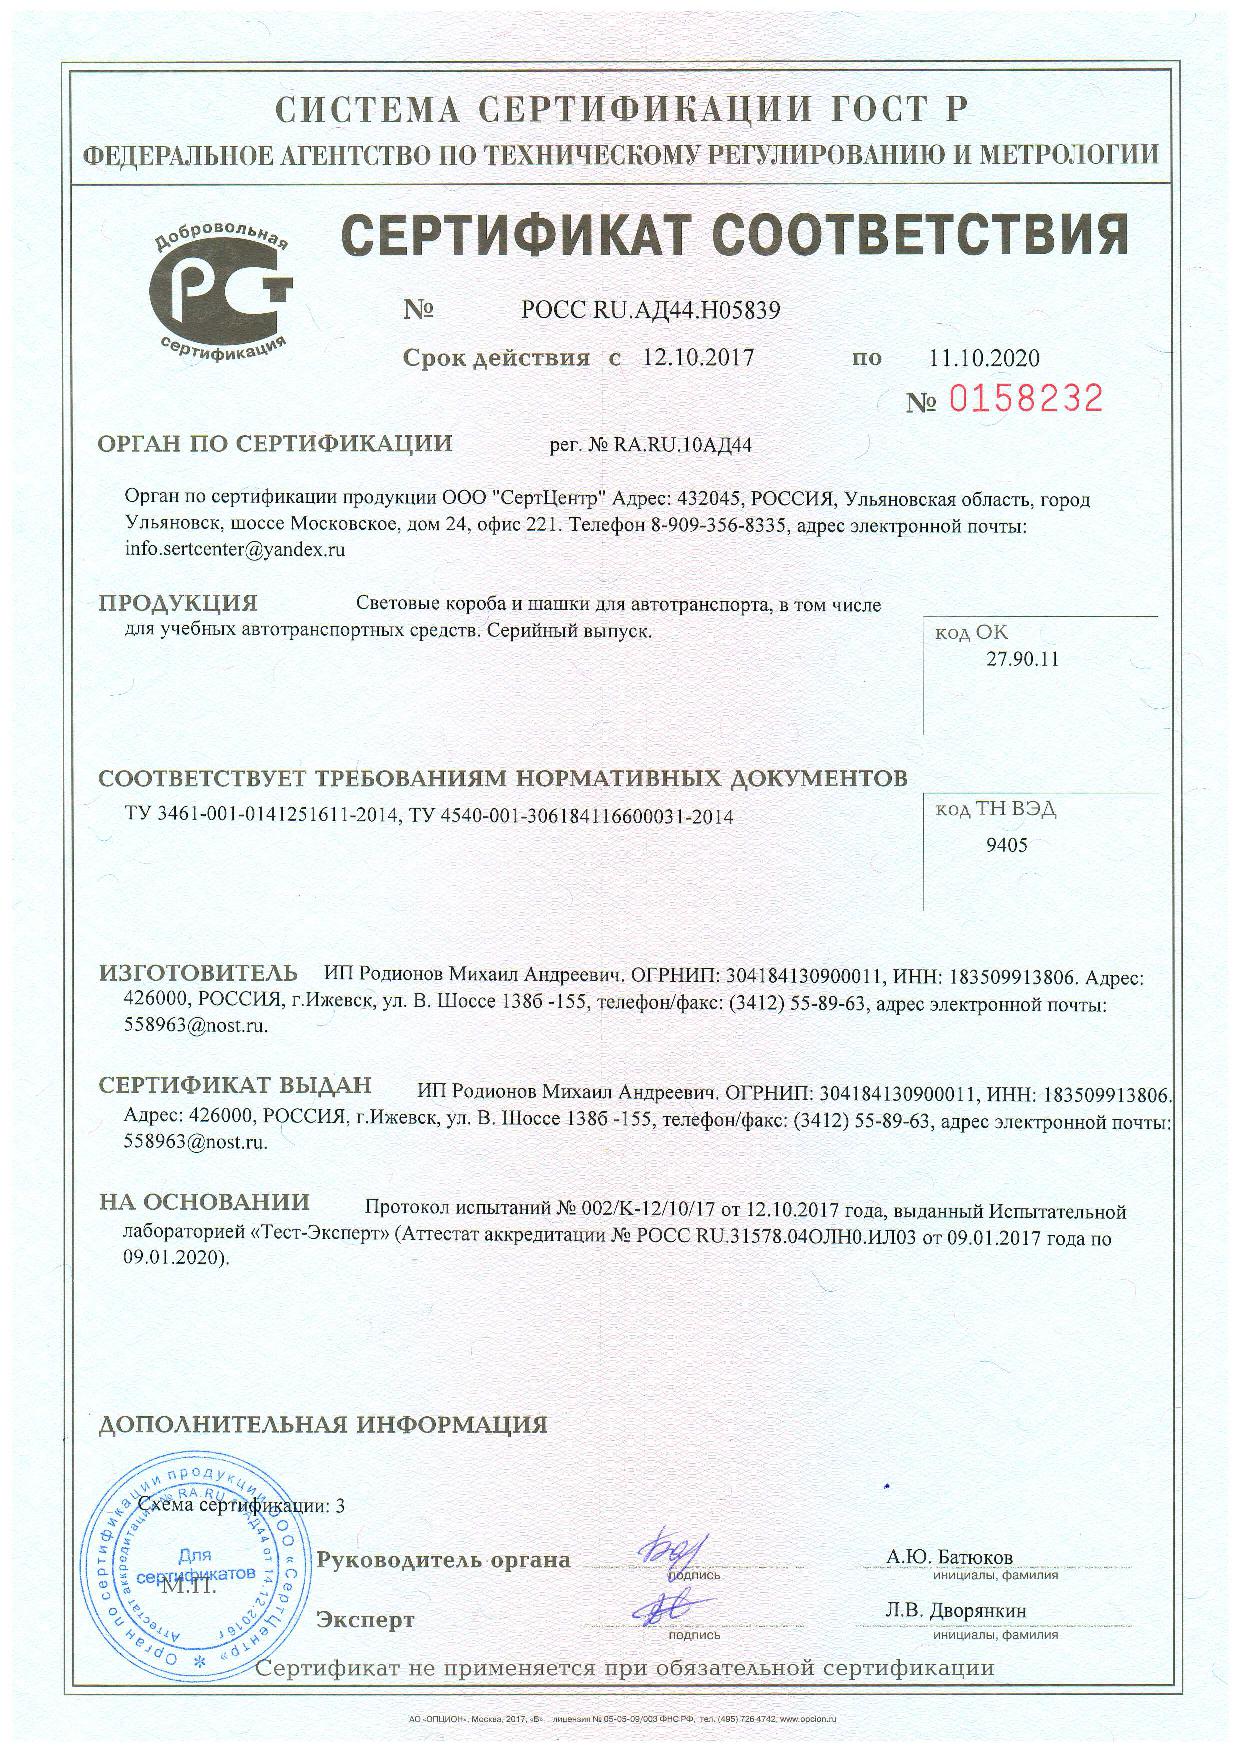 СИСТЕМА СЕРТИФИКАЦИИ ГОСТ Р
ФЕДЕРАЛЬНОЕ АГЕНТСТВО ПО ТЕХНИЧЕСКОМУ РЕГУЛИРОВАНИЮ И МЕТРОЛОГИИ
Добровольная
РСТ
сертификация
СЕРТИФИКАТ СООТВЕТСТВИЯ
№ РОСС RU.АД44.Н05839
Срок действия с 12.10.2017 по 11.10.2020
№ 0158232
ОРГАН ПО СЕРТИФИКАЦИИ рег. № RA.RU.10АД44
Орган по сертификации продукции ООО "СертЦентр" Адрес: 432045, РОССИЯ, Ульяновская область, город
Ульяновск, шоссе Московское, дом 24, офис 221. Телефон 8-909-356-8335, адрес электронной почты:
info.sertcenter@yandex.ru
ПРОДУКЦИЯ Световые короба и шашки для автотранспорта, в том числе
для учебных автотранспортных средств. Серийный выпуск.
код ОК
27.90.11
СООТВЕТСТВУЕТ ТРЕБОВАНИЯМ НОРМАТИВНЫХ ДОКУМЕНТОВ
ТУ 3461-001-0141251611-2014, ТУ 4540-001-306184116600031-2014
код ТН ВЭД
9405
ИЗГОТОВИТЕЛЬ ИП Родионов Михаил Андреевич. ОГРНИП: 304184130900011, ИНН: 183509913806. Адрес:
426000, РОССИЯ, г.Ижевск, ул. В. Шоссе 138б -155, телефон/факс: (3412) 55-89-63, адрес электронной почты:
558963@nost.ru.
СЕРТИФИКАТ ВЫДАН ИП Родионов Михаил Андреевич. ОГРНИП: 304184130900011, ИНН: 183509913806.
Адрес: 426000, РОССИЯ, г.Ижевск, ул. В. Шоссе 138б -155, телефон/факс: (3412) 55-89-63, адрес электронной почты:
558963@nost.ru.
НА ОСНОВАНИИ Протокол испытаний № 002/К-12/10/17 от 12.10.2017 года, выданный Испытательной
лабораторией «Тест-Эксперт» (Аттестат аккредитации № РОСС RU.31578.04ОЛН0.ИЛ03 от 09.01.2017 года по
09.01.2020).
ДОПОЛНИТЕЛЬНАЯ ИНФОРМАЦИЯ
Схема сертификации: 3
Орган по сертификации продукции ООО «СертЦентр»
Аттестат аккредитации № RA.RU.10АД44 от 14.12.2016г
Для
сертификатов
М.П.
Руководитель органа
подпись
А.Ю. Батюков
инициалы, фамилия
Эксперт
подпись
Л.В. Дворянкин
инициалы, фамилия
Сертификат не применяется при обязательной сертификации
АО «ОПЦИОН», Москва, 2017, «Б», лицензия № 05-05-09/003 ФНС РФ, тел. (495) 726 4742, www.opcion.ru